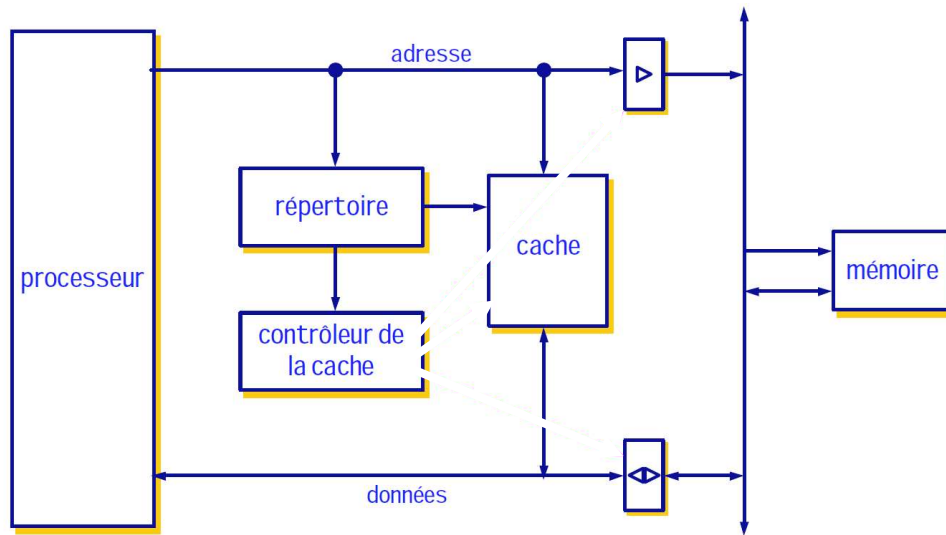 adresse
répertoire
cache
processeur
mémoire
contrôleur de
la cache
données